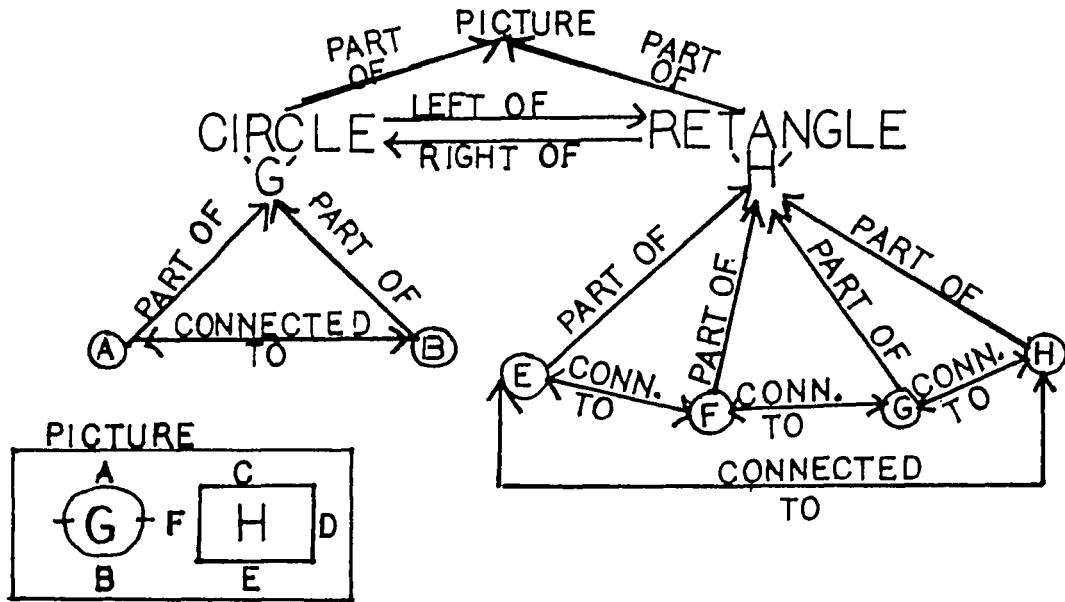 PICTURE
PART OF
PART OF
LEFT OF
CIRCLE
RETANGLE
RIGHT OF
'G'
'H'
PART OF
PART OF
PART OF
PART OF
PART OF
PART OF
CONNECTED TO
A
B
E
F
G
H
CONN. TO
CONN. TO
CONN. TO
CONNECTED TO
PICTURE
A
C
G
F
H
D
B
E